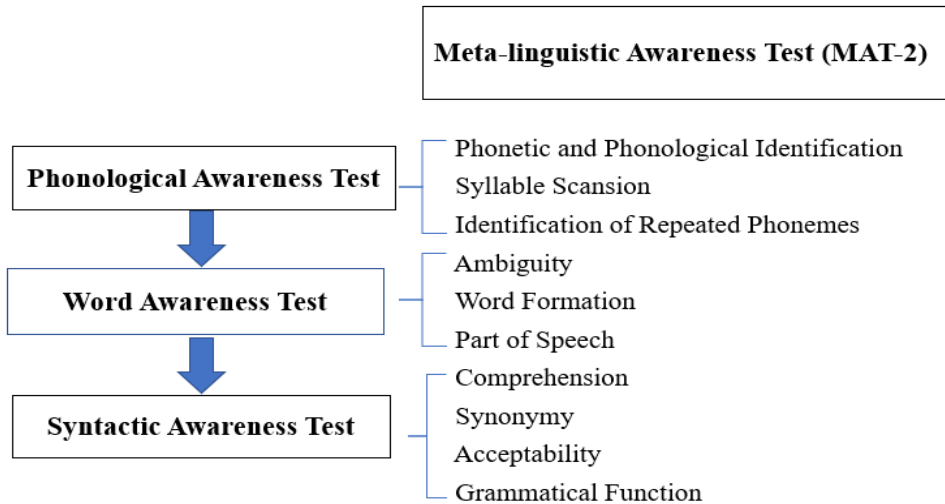 Meta-linguistic Awareness Test (MAT-2)
Phonological Awareness Test
Phonetic and Phonological Identification
Syllable Scansion
Identification of Repeated Phonemes
Word Awareness Test
Ambiguity
Word Formation
Part of Speech
Syntactic Awareness Test
Comprehension
Synonymy
Acceptability
Grammatical Function